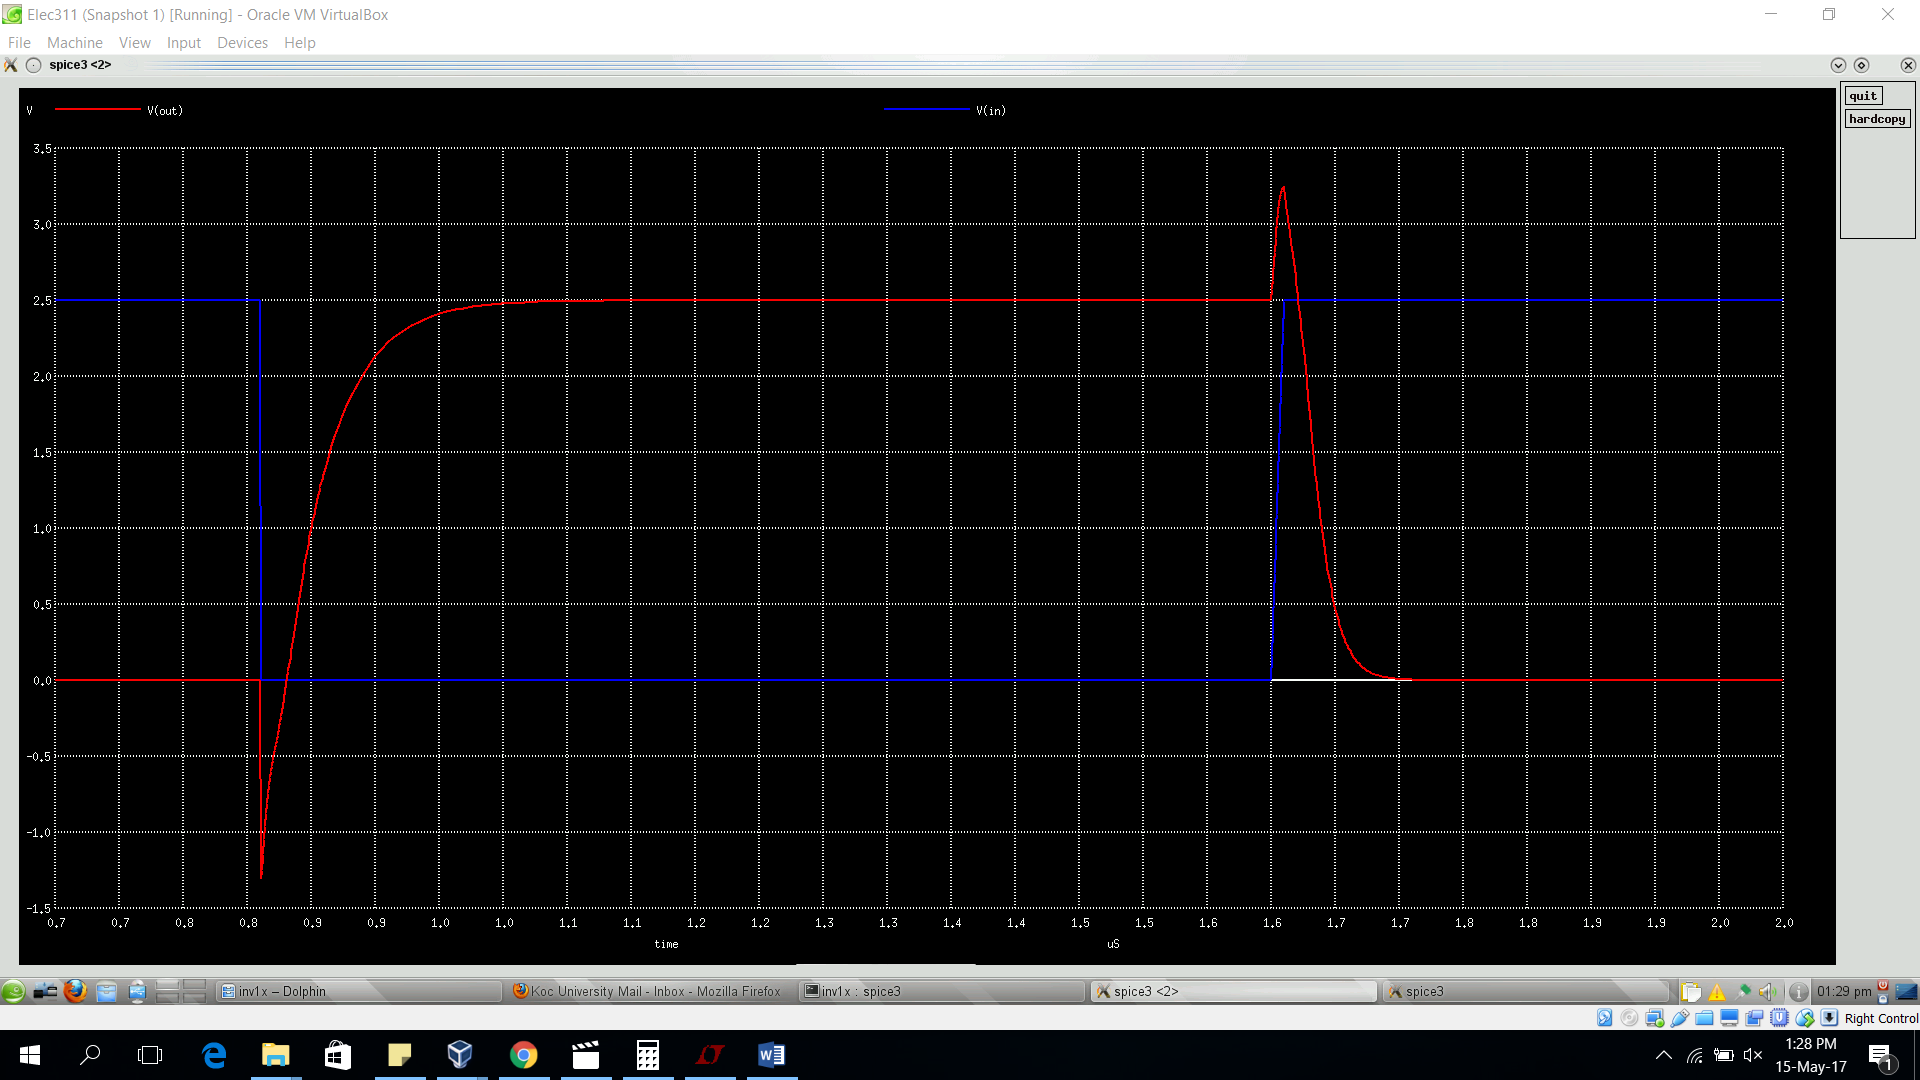 Elec311 (Snapshot 1) [Running] - Oracle VM VirtualBox
File Machine View Input Devices Help
spice3 <2>
quit
hardcopy
V V(out) V(in)
3.5
3.0
2.5
2.0
1.5
1.0
0.5
0.0
-0.5
-1.0
-1.5
0.7 0.7 0.8 0.8 0.9 0.9 1.0 1.0 1.1 1.1 1.2 1.2 1.3 1.3 1.4 1.4 1.5 1.5 1.6 1.6 1.7 1.7 1.8 1.8 1.9 1.9 2.0 2.0
time uS
inv1x – Dolphin Koc University Mail - Inbox - Mozilla Firefox inv1x : spice3 spice3 <2> spice3 01:29 pm
Right Control
1:28 PM
15-May-17
1